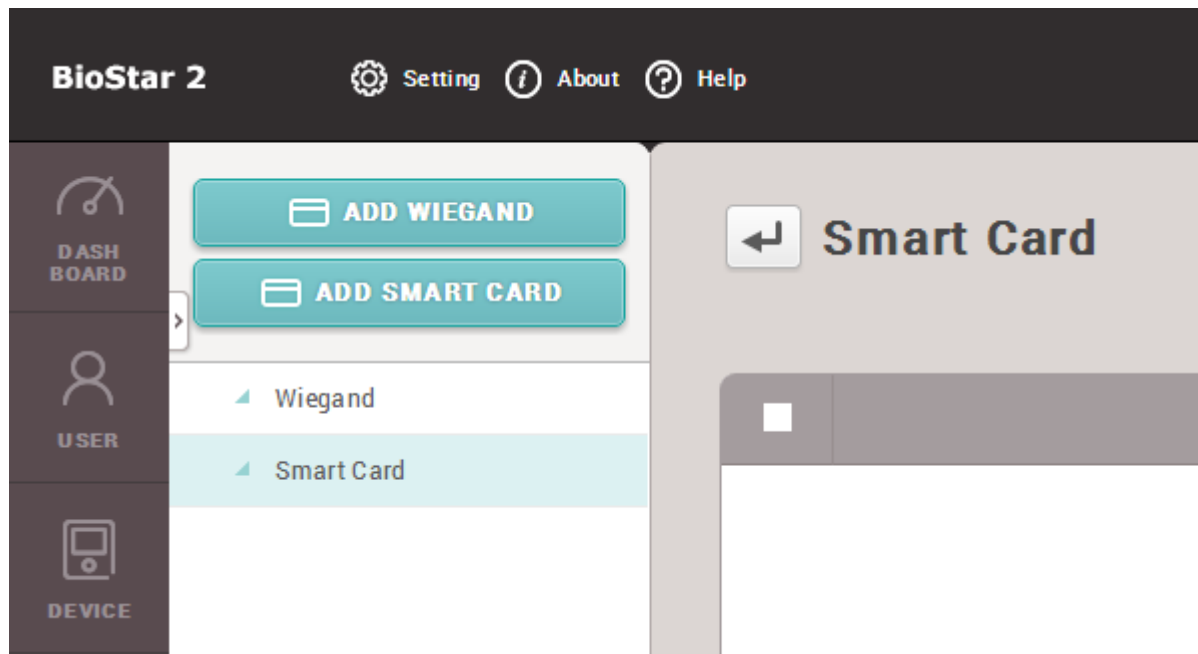 BioStar 2
Setting
About
Help
DASH
BOARD
USER
DEVICE
ADD WIEGAND
ADD SMART CARD
Wiegand
Smart Card
Smart Card